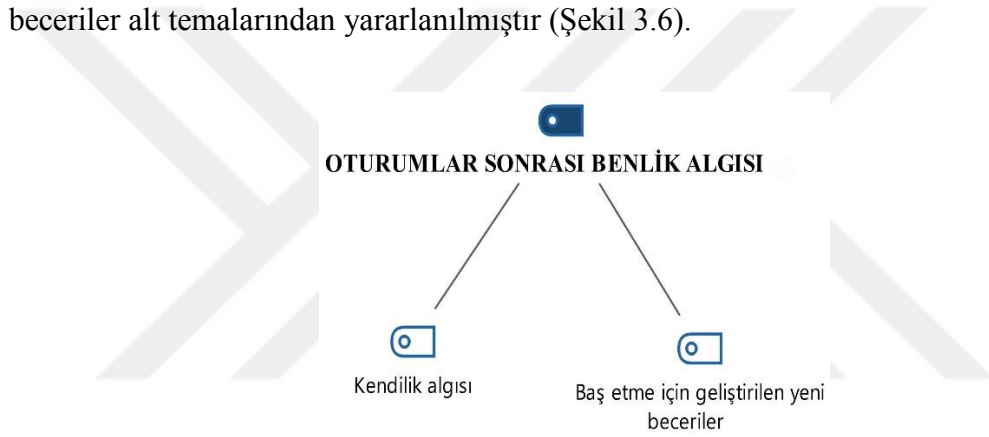 beceriler alt temalarından yararlanılmıştır (Şekil 3.6).
OTURUMLAR SONRASI BENLİK ALGISI
Kendilik algısı
Baş etme için geliştirilen yeni
beceriler